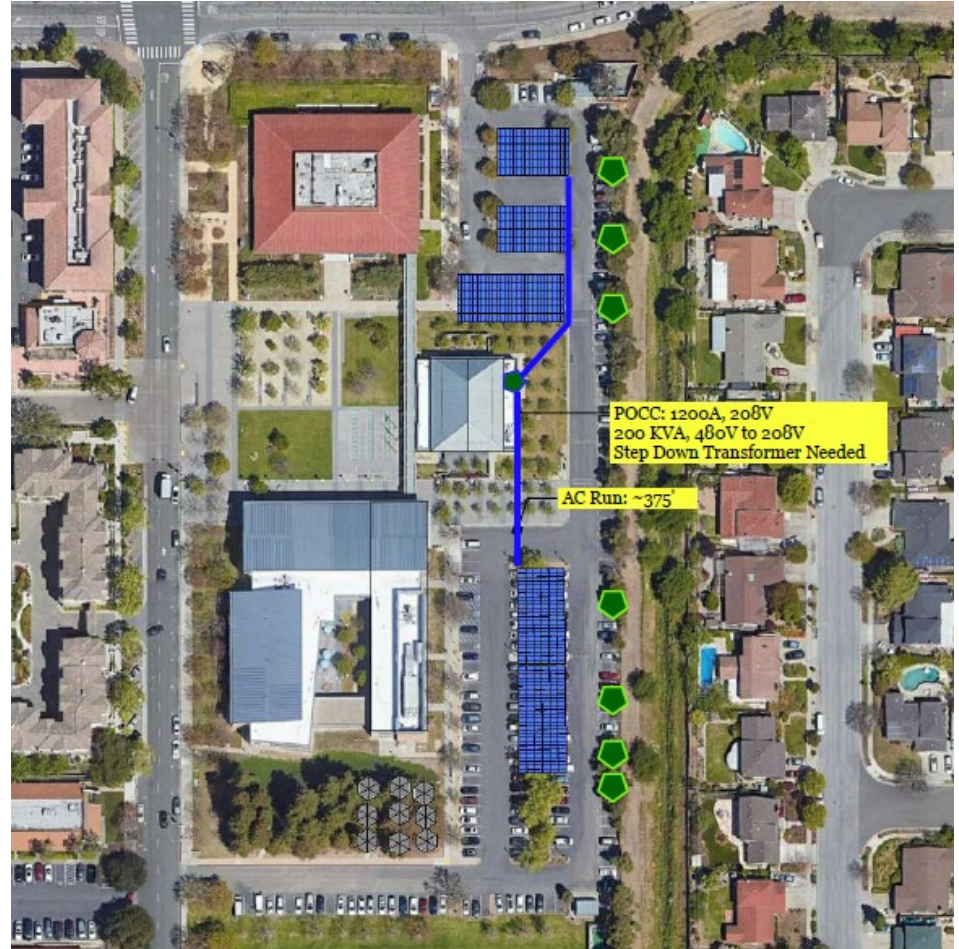 POCC: 1200A, 208V
200 KVA, 480V to 208V
Step Down Transformer Needed
AC Run: ~375'